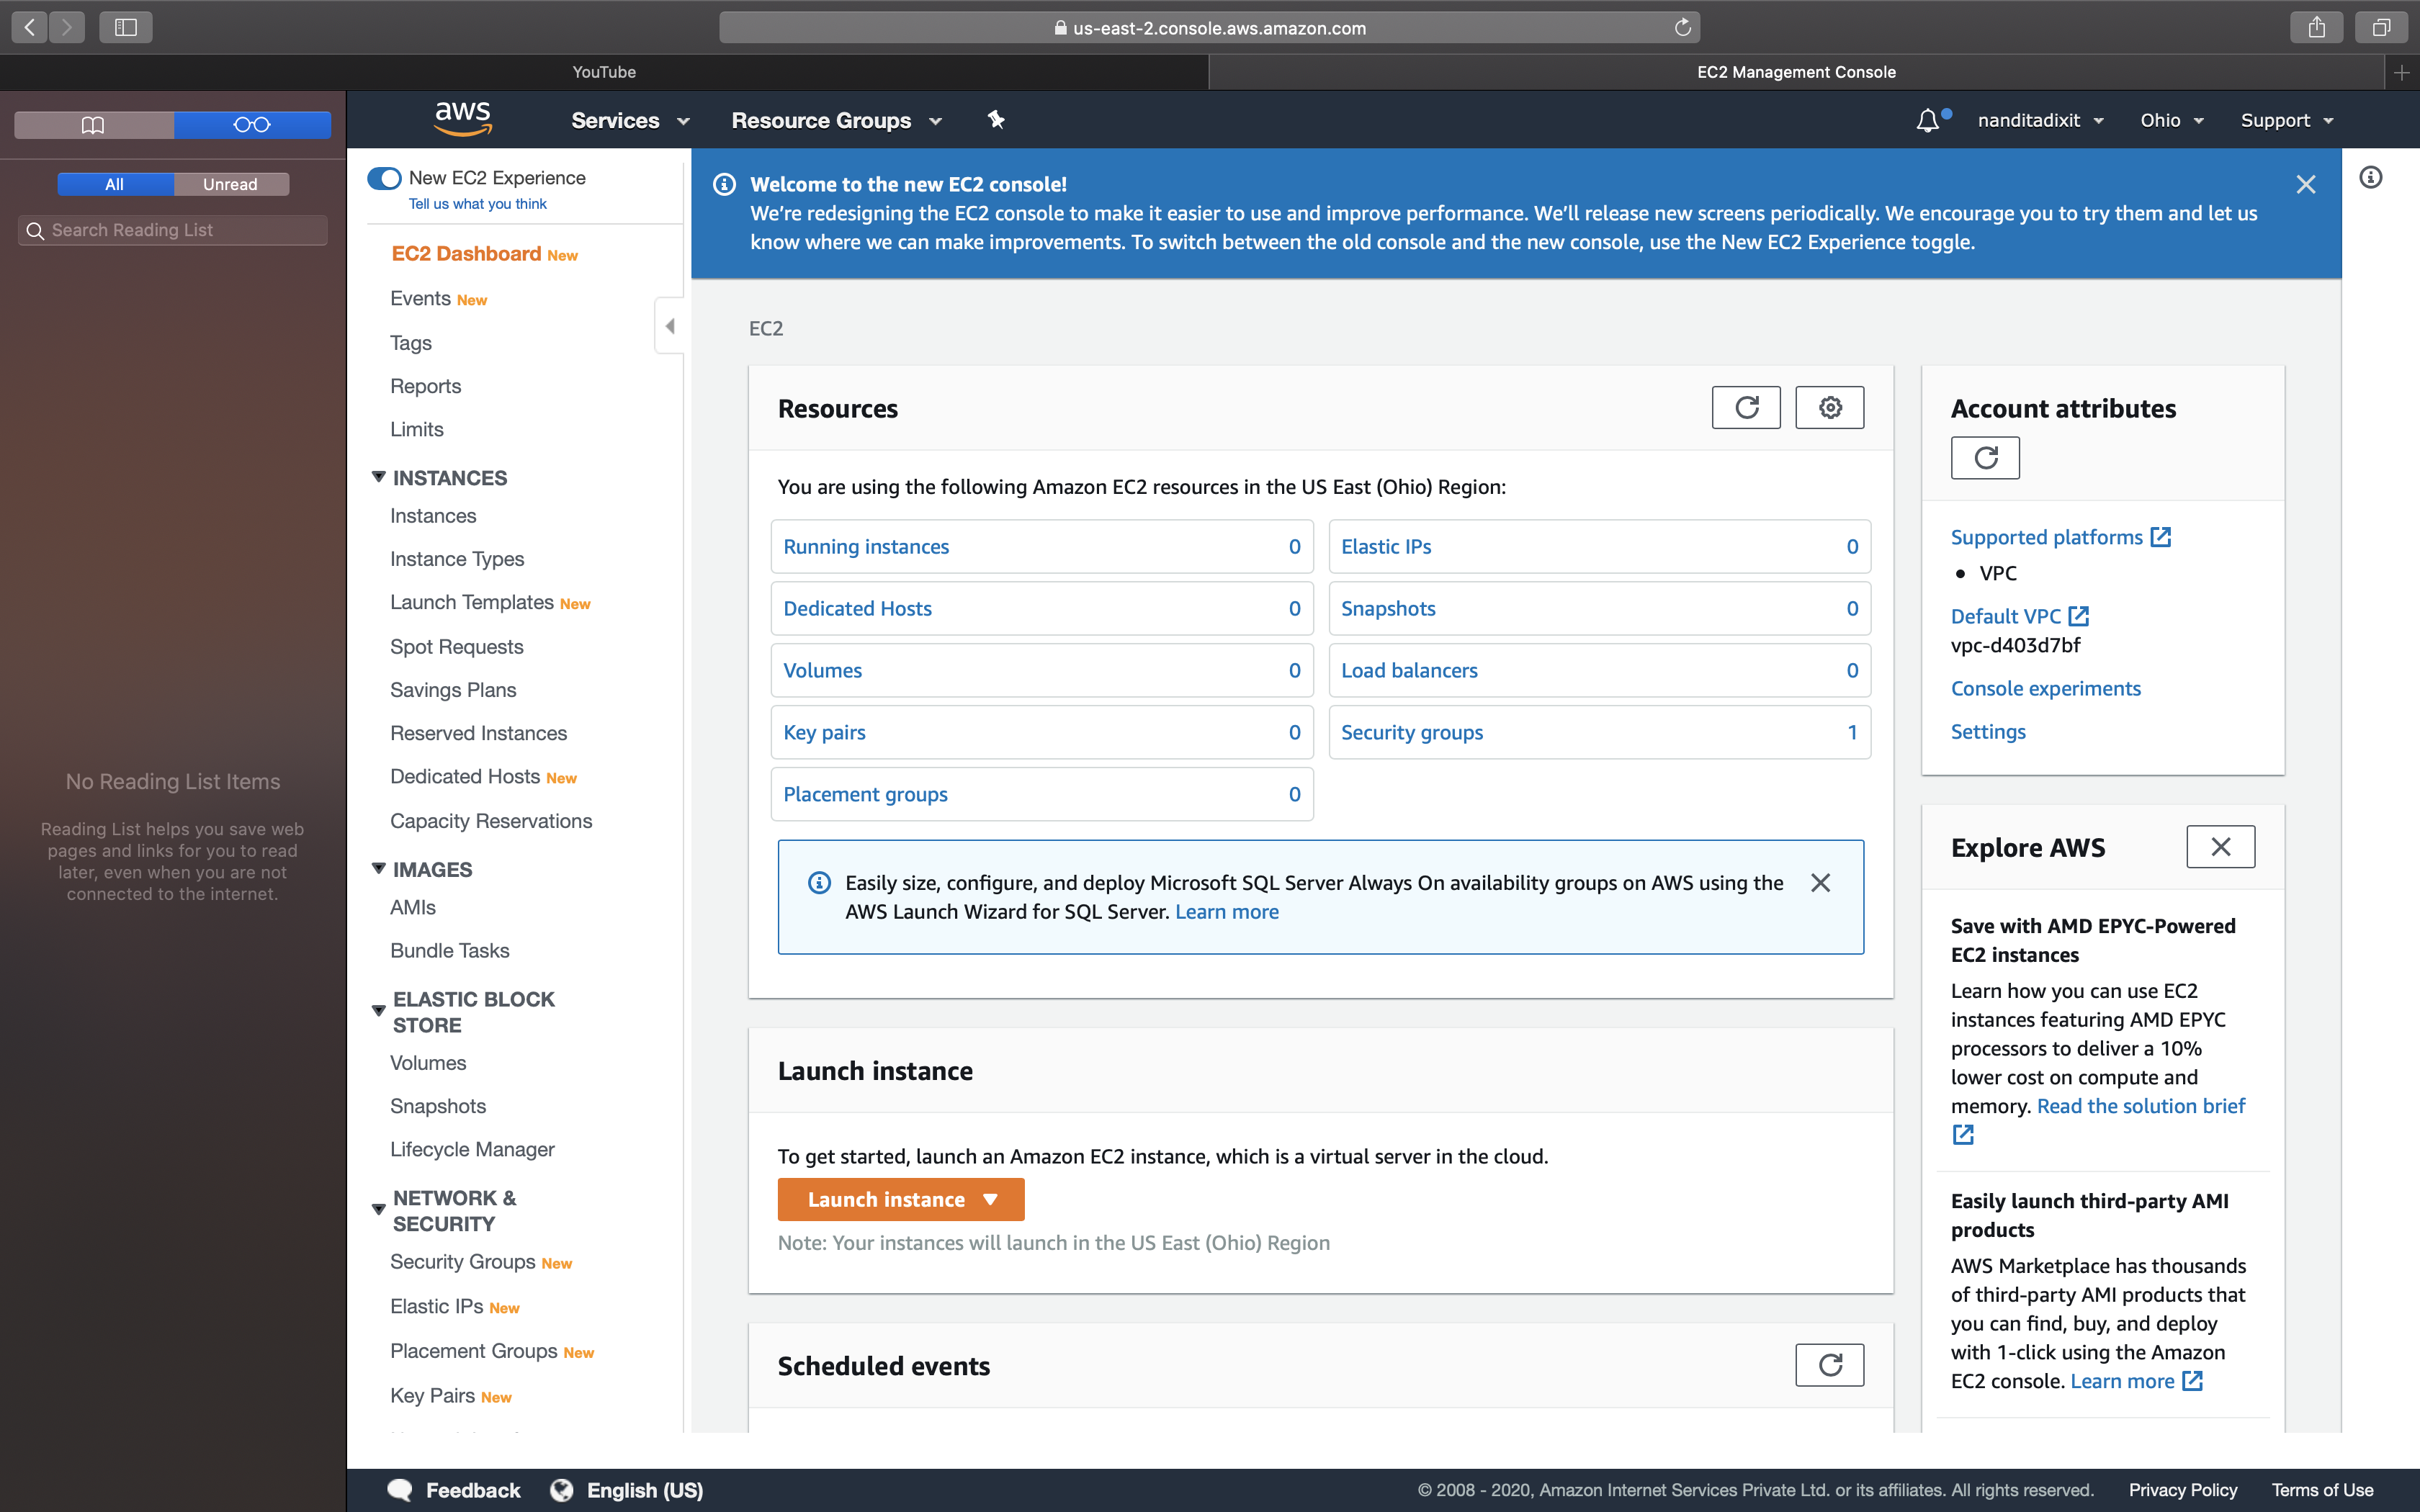 us-east-2.console.aws.amazon.com
YouTube
EC2 Management Console
All
Unread
Search Reading List
No Reading List Items
Reading List helps you save web
pages and links for you to read
later, even when you are not
connected to the internet.
aws
Services
Resource Groups
nanditadixit
Ohio
Support
New EC2 Experience
Tell us what you think
EC2 Dashboard New
Events New
Tags
Reports
Limits
INSTANCES
Instances
Instance Types
Launch Templates New
Spot Requests
Savings Plans
Reserved Instances
Dedicated Hosts New
Capacity Reservations
IMAGES
AMIs
Bundle Tasks
ELASTIC BLOCK
STORE
Volumes
Snapshots
Lifecycle Manager
NETWORK &
SECURITY
Security Groups New
Elastic IPs New
Placement Groups New
Key Pairs New
Welcome to the new EC2 console!
We're redesigning the EC2 console to make it easier to use and improve performance. We'll release new screens periodically. We encourage you to try them and let us
know where we can make improvements. To switch between the old console and the new console, use the New EC2 Experience toggle.
EC2
Resources
You are using the following Amazon EC2 resources in the US East (Ohio) Region:
Running instances 0
Elastic IPs 0
Dedicated Hosts 0
Snapshots 0
Volumes 0
Load balancers 0
Key pairs 0
Security groups 1
Placement groups 0
Easily size, configure, and deploy Microsoft SQL Server Always On availability groups on AWS using the
AWS Launch Wizard for SQL Server. Learn more
Launch instance
To get started, launch an Amazon EC2 instance, which is a virtual server in the cloud.
Launch instance
Note: Your instances will launch in the US East (Ohio) Region
Scheduled events
Account attributes
Supported platforms
• VPC
Default VPC
vpc-d403d7bf
Console experiments
Settings
Explore AWS
Save with AMD EPYC-Powered
EC2 instances
Learn how you can use EC2
instances featuring AMD EPYC
processors to deliver a 10%
lower cost on compute and
memory. Read the solution brief
Easily launch third-party AMI
products
AWS Marketplace has thousands
of third-party AMI products that
you can find, buy, and deploy
with 1-click using the Amazon
EC2 console. Learn more
Feedback
English (US)
© 2008 - 2020, Amazon Internet Services Private Ltd. or its affiliates. All rights reserved.
Privacy Policy
Terms of Use